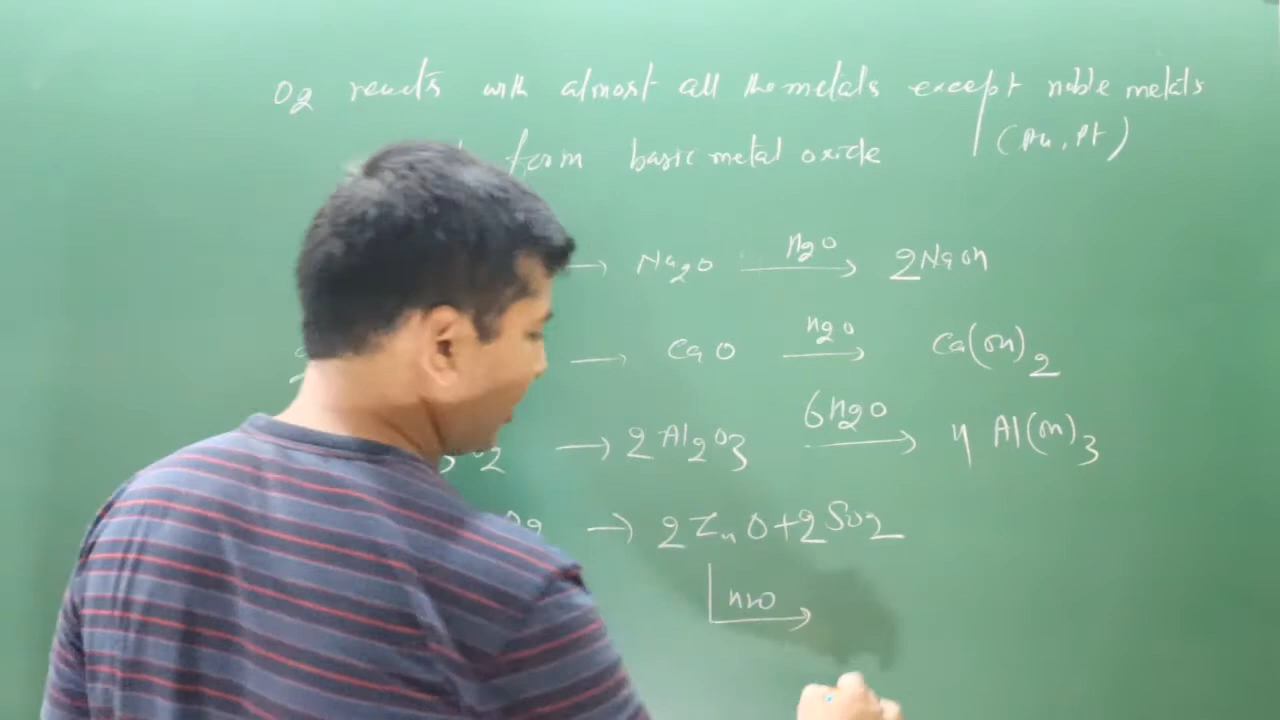 O2 reacts with almost all the metals except noble metals
form basic metal oxide (Au, Pt)
→ Na2O H2O → 2NaOH
→ CaO H2O → Ca(OH)2
O2 → 2Al2O3 6H2O → 4Al(OH)3
→ 2ZnO+2SO2
H2O →